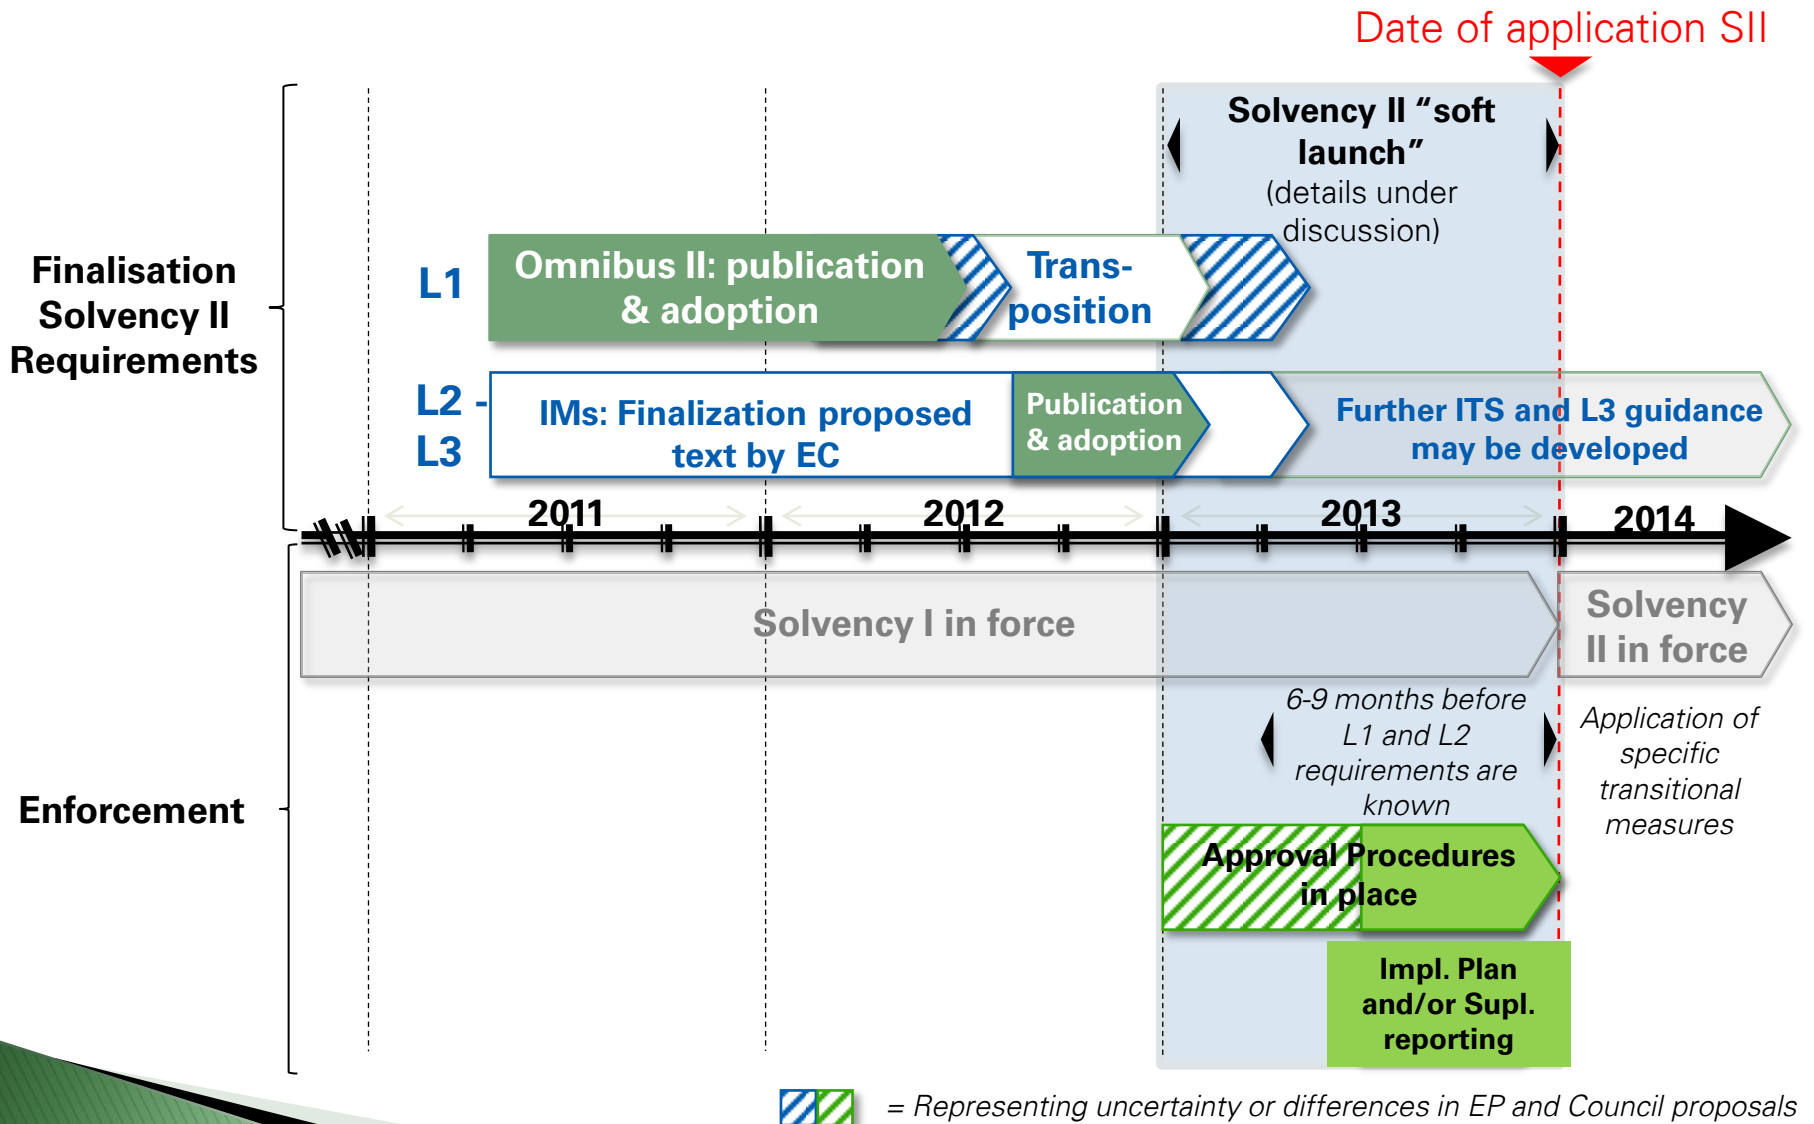 Date of application SII
Solvency II “soft
launch”
(details under
discussion)
Finalisation
Solvency II
Requirements
L1
Omnibus II: publication
& adoption
Trans-
position
L2 -
L3
IMs: Finalization proposed
text by EC
Publication
& adoption
Further ITS and L3 guidance
may be developed
2011
2012
2013
2014
Solvency I in force
Solvency
II in force
Enforcement
6-9 months before
L1 and L2
requirements are
known
Application of
specific
transitional
measures
Approval Procedures
in place
Impl. Plan
and/or Supl.
reporting
= Representing uncertainty or differences in EP and Council proposals